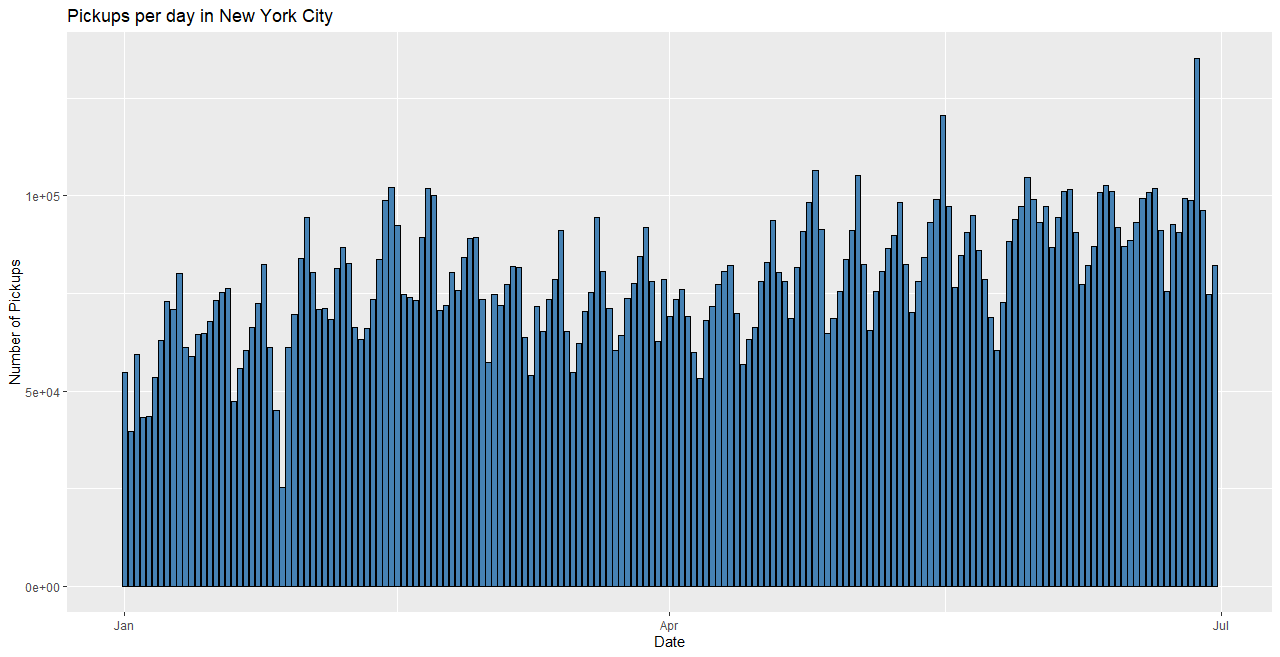 Pickups per day in New York City
Number of Pickups
1e+05
5e+04
0e+00
Jan Apr Jul
Date